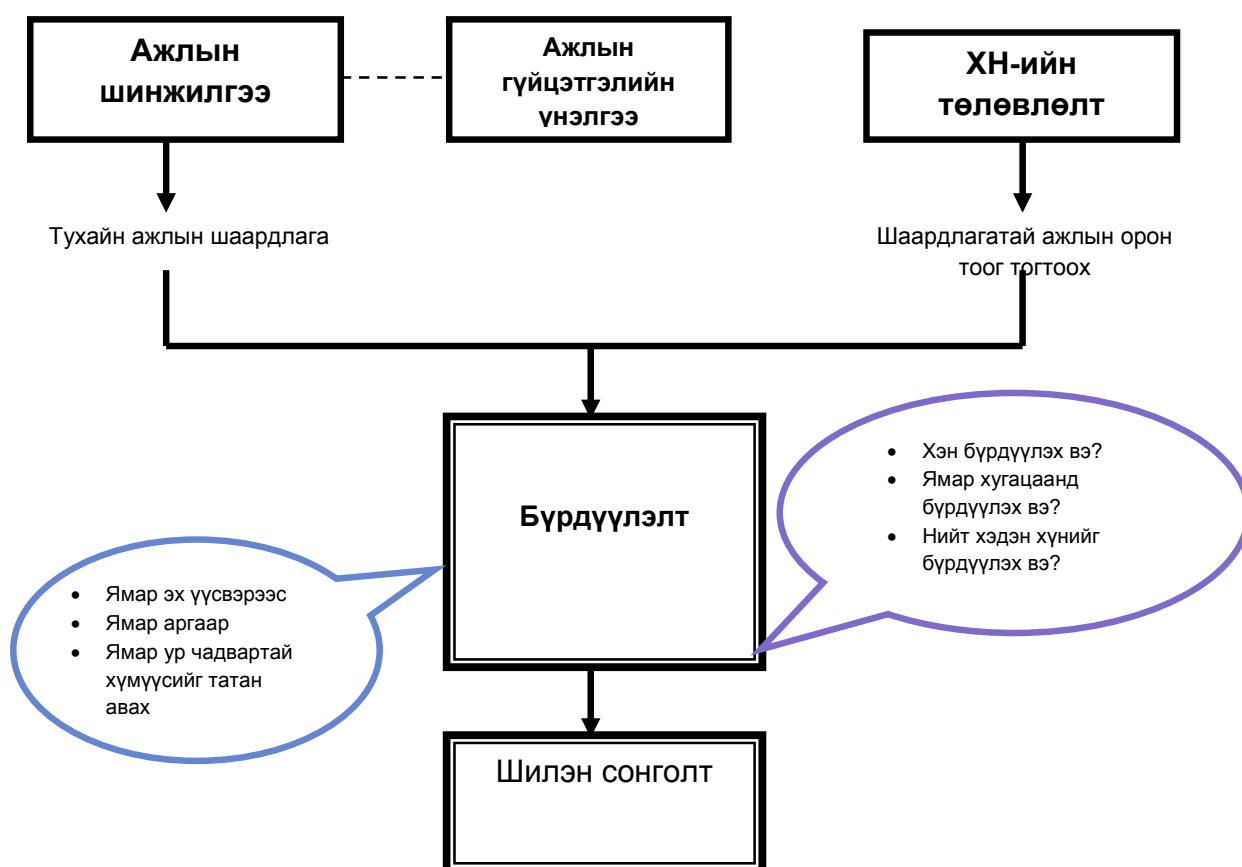 Ажлын
шинжилгээ
Ажлын
гүйцэтгэлийн
үнэлгээ
ХН-ийн
төлөвлөлт
Тухайн ажлын шаардлага
Шаардлагатай ажлын орон
тоог тогтоох
Бүрдүүлэлт
• Хэн бүрдүүлэх вэ?
• Ямар хугацаанд
бүрдүүлэх вэ?
• Нийт хэдэн хүнийг
бүрдүүлэх вэ?
• Ямар эх үүсвэрээс
• Ямар аргаар
• Ямар ур чадвартай
хүмүүсийг татан
авах
Шилэн сонголт